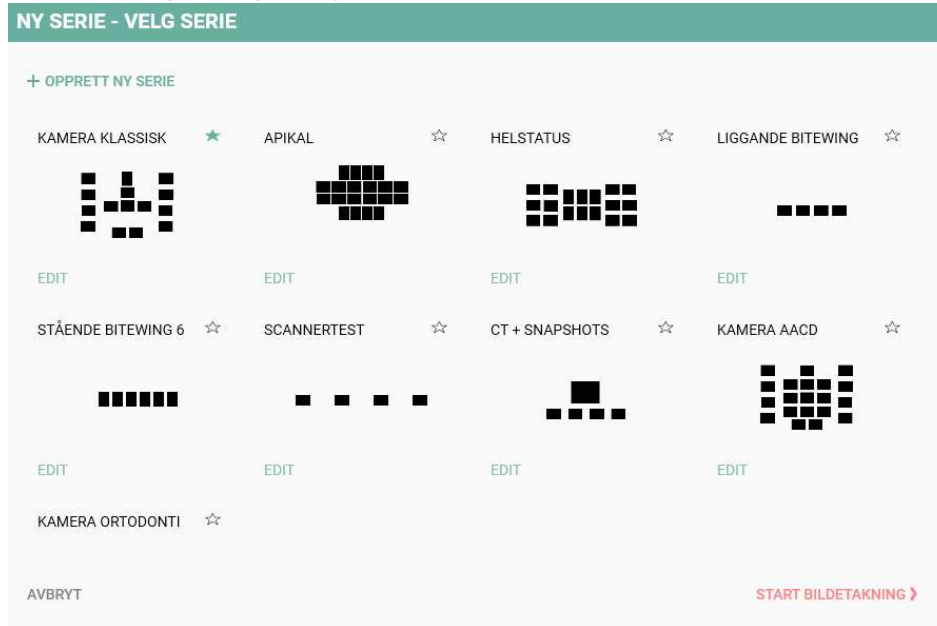 NY SERIE - VELG SERIE
+ OPPRETT NY SERIE
KAMERA KLASSISK
APIKAL
HELSTATUS
LIGGANDE BITEWING
EDIT
EDIT
EDIT
EDIT
STÅENDE BITEWING 6
SCANNERTEST
CT + SNAPSHOTS
KAMERA AACD
EDIT
EDIT
EDIT
EDIT
KAMERA ORTODONTI
AVBRYT
START BILDETAKNING ❯